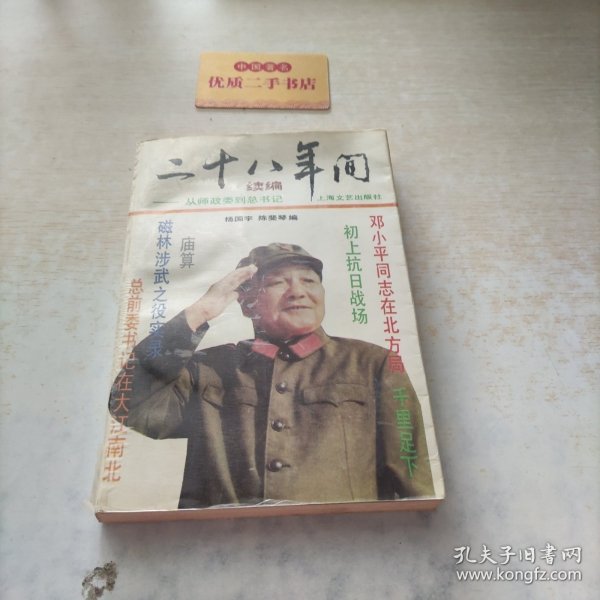 中国著名
优质二手书店
二十八年间
续编
——从师政委到总书记
上海文艺出版社
杨国宇 陈斐琴编
邓小平同志在北方局
初上抗日战场
千里足下
庙算
磁林涉武之役实录
总前委书记在大江南北
孔夫子旧书网
www.kongfz.com